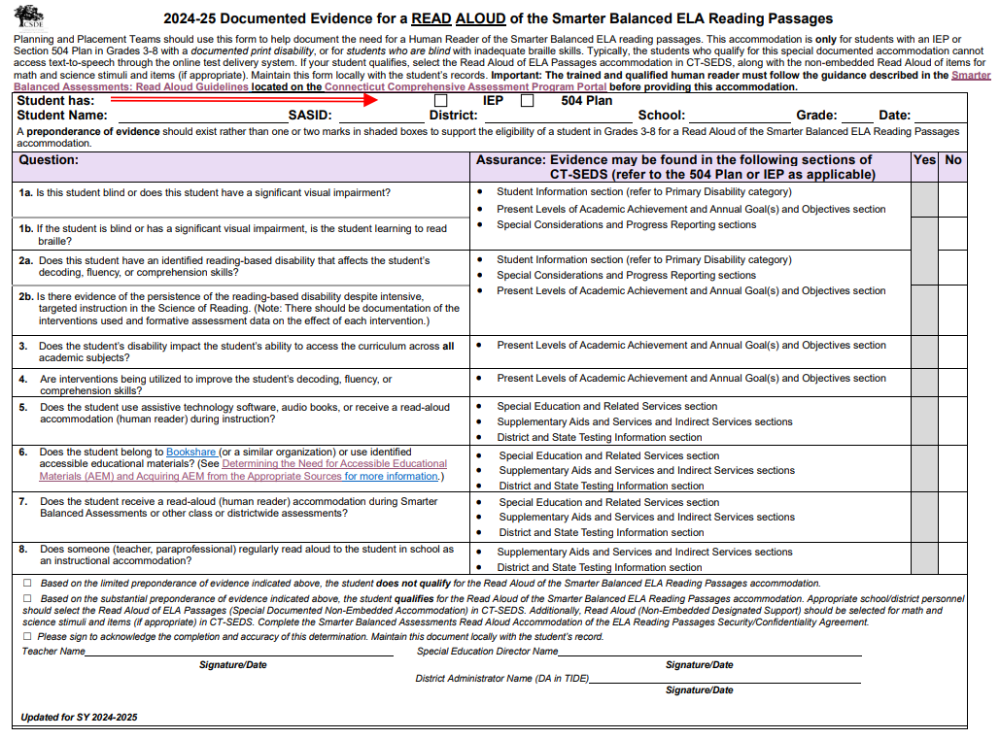 CSDE
2024-25 Documented Evidence for a READ ALOUD of the Smarter Balanced ELA Reading Passages
Planning and Placement Teams should use this form to help document the need for a Human Reader of the Smarter Balanced ELA reading passages. This accommodation is only for students with an IEP or
Section 504 Plan in Grades 3-8 with a documented print disability, or for students who are blind with inadequate braille skills. Typically, the students who qualify for this special documented accommodation cannot
access text-to-speech through the online test delivery system. If your student qualifies, select the Read Aloud of ELA Passages accommodation in CT-SEDS, along with the non-embedded Read Aloud of items for
math and science stimuli and items (if appropriate). Maintain this form locally with the student's records. Important: The trained and qualified human reader must follow the guidance described in the Smarter
Balanced Assessments: Read Aloud Guidelines located on the Connecticut Comprehensive Assessment Program Portal before providing this accommodation.
Student has: ☐ IEP ☐ 504 Plan
Student Name: SASID: District: School: Grade: Date:
A preponderance of evidence should exist rather than one or two marks in shaded boxes to support the eligibility of a student in Grades 3-8 for a Read Aloud of the Smarter Balanced ELA Reading Passages
accommodation.
Question:
Assurance: Evidence may be found in the following sections of
CT-SEDS (refer to the 504 Plan or IEP as applicable)
Yes No
1a. Is this student blind or does this student have a significant visual impairment?
1b. If the student is blind or has a significant visual impairment, is the student learning to read
braille?
• Student Information section (refer to Primary Disability category)
• Present Levels of Academic Achievement and Annual Goal(s) and Objectives section
• Special Considerations and Progress Reporting sections
2a. Does this student have an identified reading-based disability that affects the student's
decoding, fluency, or comprehension skills?
2b. Is there evidence of the persistence of the reading-based disability despite intensive,
targeted instruction in the Science of Reading. (Note: There should be documentation of the
interventions used and formative assessment data on the effect of each intervention.)
• Student Information section (refer to Primary Disability category)
• Special Considerations and Progress Reporting sections
• Present Levels of Academic Achievement and Annual Goal(s) and Objectives section
3. Does the student's disability impact the student's ability to access the curriculum across all
academic subjects?
• Present Levels of Academic Achievement and Annual Goal(s) and Objectives section
4. Are interventions being utilized to improve the student's decoding, fluency, or
comprehension skills?
• Present Levels of Academic Achievement and Annual Goal(s) and Objectives section
5. Does the student use assistive technology software, audio books, or receive a read-aloud
accommodation (human reader) during instruction?
• Special Education and Related Services section
• Supplementary Aids and Services and Indirect Services sections
• District and State Testing Information section
6. Does the student belong to Bookshare (or a similar organization) or use identified
accessible educational materials? (See Determining the Need for Accessible Educational
Materials (AEM) and Acquiring AEM from the Appropriate Sources for more information.)
• Special Education and Related Services section
• Supplementary Aids and Services and Indirect Services sections
• District and State Testing Information section
7. Does the student receive a read-aloud (human reader) accommodation during Smarter
Balanced Assessments or other class or districtwide assessments?
• Special Education and Related Services section
• Supplementary Aids and Services and Indirect Services sections
• District and State Testing Information section
8. Does someone (teacher, paraprofessional) regularly read aloud to the student in school as
an instructional accommodation?
• Supplementary Aids and Services and Indirect Services sections
• District and State Testing Information section
☐ Based on the limited preponderance of evidence indicated above, the student does not qualify for the Read Aloud of the Smarter Balanced ELA Reading Passages accommodation.
☐ Based on the substantial preponderance of evidence indicated above, the student qualifies for the Read Aloud of the Smarter Balanced ELA Reading Passages accommodation. Appropriate school/district personnel
should select the Read Aloud of ELA Passages (Special Documented Non-Embedded Accommodation) in CT-SEDS. Additionally, Read Aloud (Non-Embedded Designated Support) should be selected for math and
science stimuli and items (if appropriate) in CT-SEDS. Complete the Smarter Balanced Assessments Read Aloud Accommodation of the ELA Reading Passages Security/Confidentiality Agreement.
☐ Please sign to acknowledge the completion and accuracy of this determination. Maintain this document locally with the student's record.
Teacher Name Special Education Director Name
Signature/Date Signature/Date
District Administrator Name (DA in TIDE)
Signature/Date
Updated for SY 2024-2025